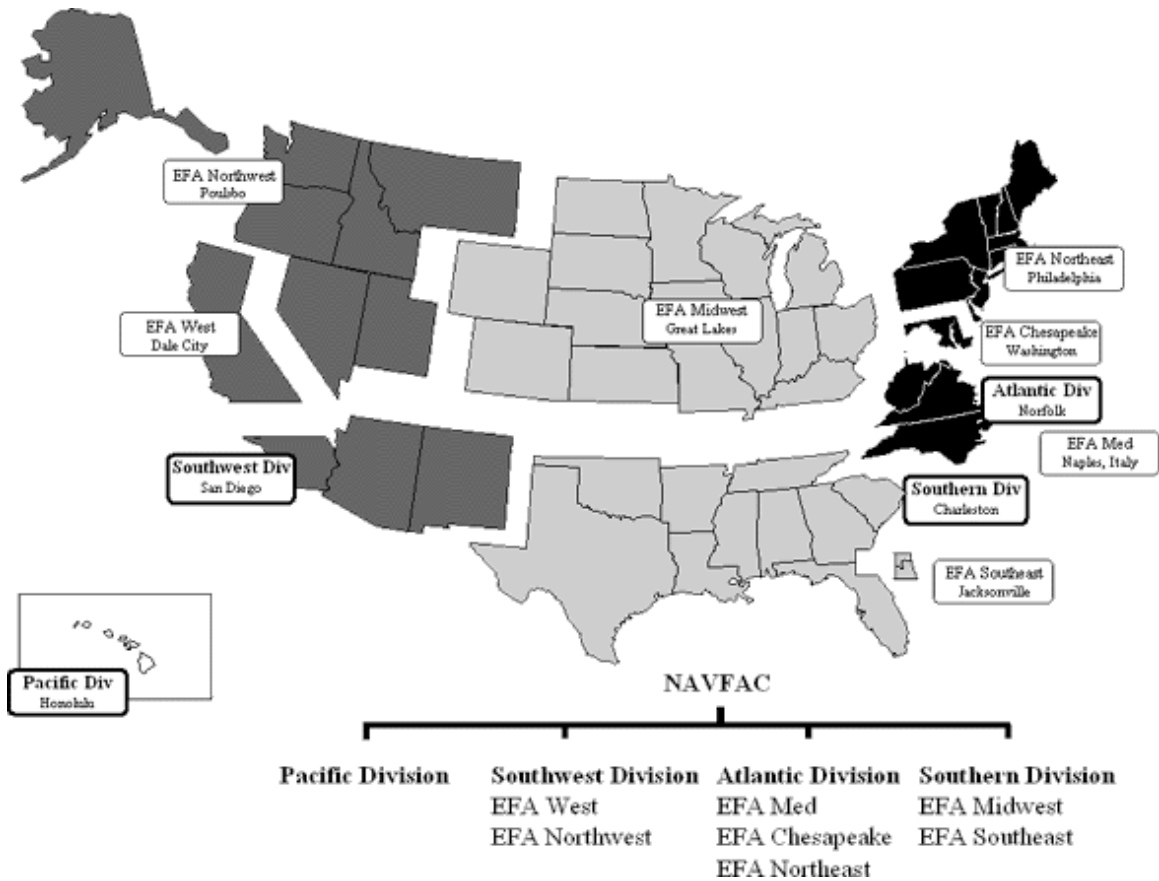 EFA Northwest
Poulsbo
EFA Northeast
Philadelphia
EFA West
Dale City
EFA Midwest
Great Lakes
EFA Chesapeake
Washington
Atlantic Div
Norfolk
EFA Med
Naples, Italy
Southwest Div
San Diego
Southern Div
Charleston
EFA Southeast
Jacksonville
Pacific Div
Honolulu
NAVFAC
Pacific Division
Southwest Division
EFA West
EFA Northwest
Atlantic Division
EFA Med
EFA Chesapeake
EFA Northeast
Southern Division
EFA Midwest
EFA Southeast